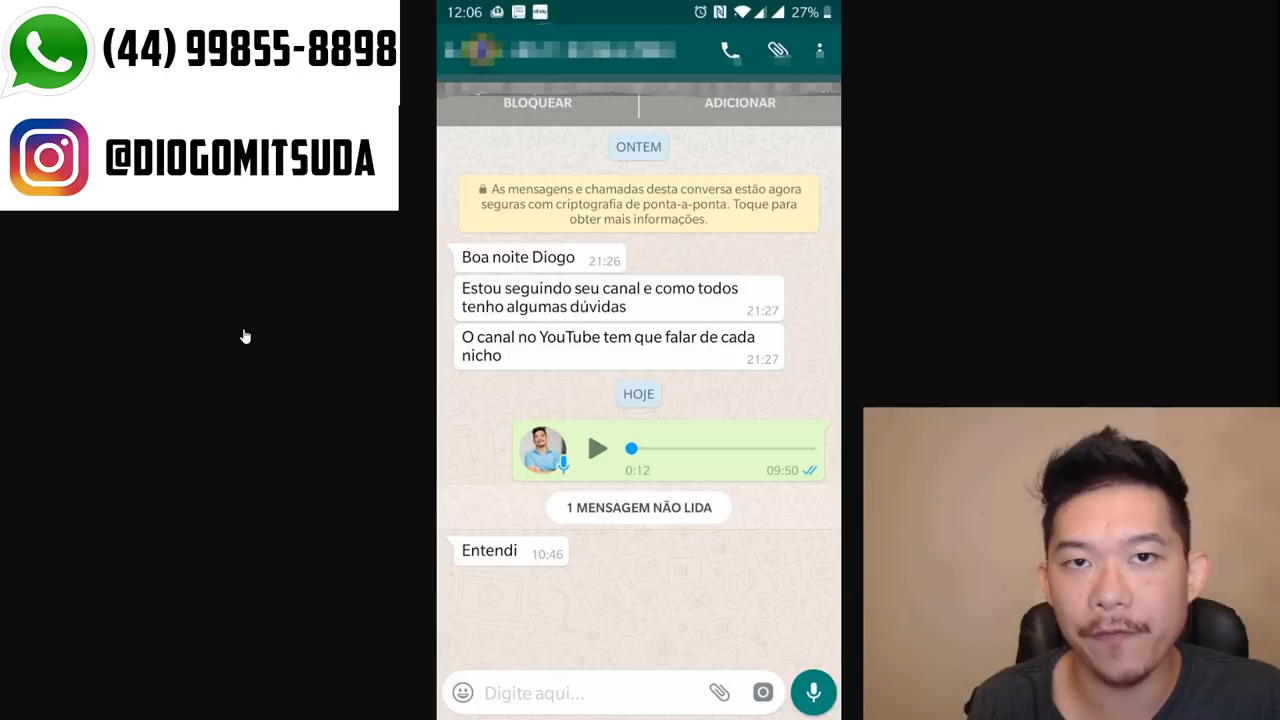 (44) 99855-8898
@DIOGOMITSUDA
12:06
27%
BLOQUEAR
ADICIONAR
ONTEM
As mensagens e chamadas desta conversa estão agora
seguras com criptografia de ponta-a-ponta. Toque para
obter mais informações.
Boa noite Diogo 21:26
Estou seguindo seu canal e como todos
tenho algumas dúvidas 21:27
O canal no YouTube tem que falar de cada
nicho 21:27
HOJE
0:12 09:50
1 MENSAGEM NÃO LIDA
Entendi 10:46
Digite aqui...